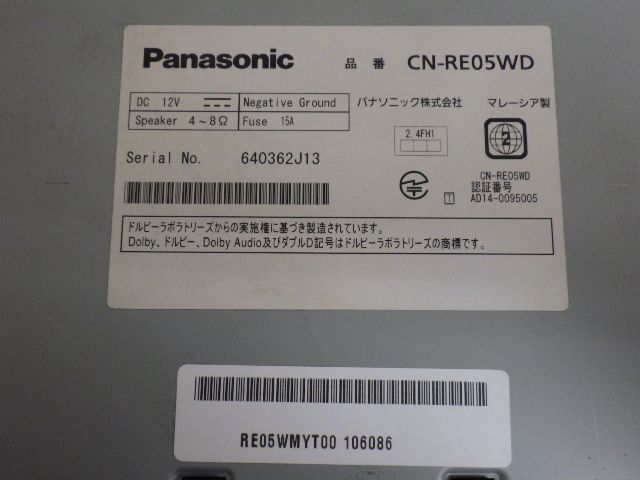 Panasonic 品番 CN-RE05WD
DC 12V Negative Ground
Speaker 4~8Ω Fuse 15A
パナソニック株式会社 マレーシア製
2.4FH1
2
Serial No. 640362J13
CN-RE05WD
認証番号
AD14-0095005
T
ドルビーラボラトリーズからの実施権に基づき製造されています。
Dolby、ドルビー、Dolby Audio及びダブルD記号はドルビーラボラトリーズの商標です。
RE05WMYT00 106086